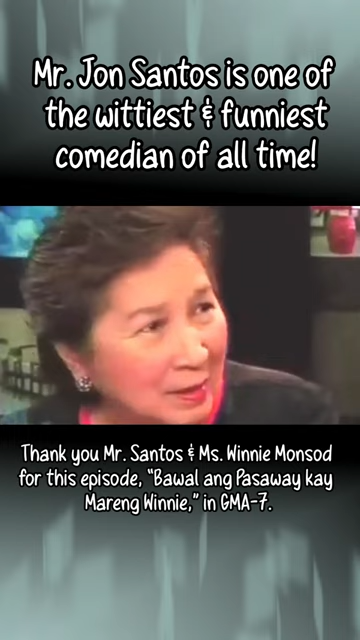 Mr. Jon Santos is one of
the wittiest & funniest
comedian of all time!
Thank you Mr. Santos & Ms. Winnie Monsod
for this episode, "Bawal ang Pasaway kay
Mareng Winnie," in GMA-7.